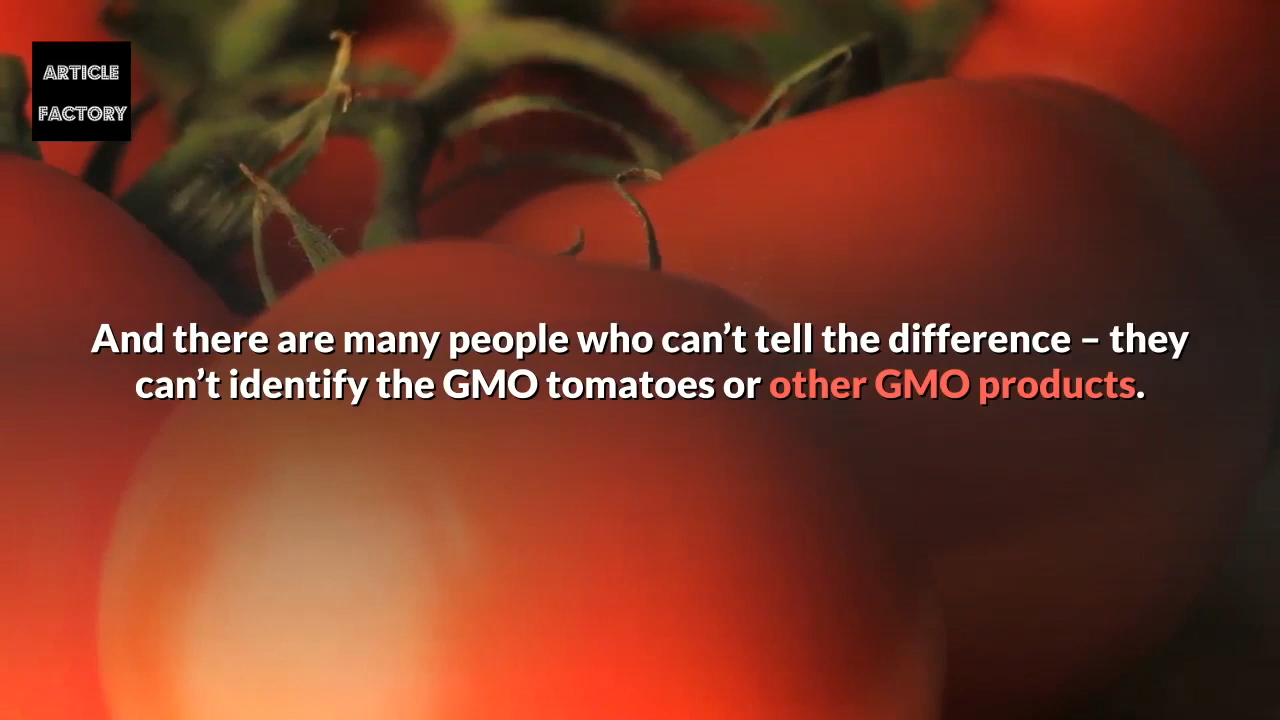 ARTICLE
FACTORY
And there are many people who can’t tell the difference – they
can’t identify the GMO tomatoes or other GMO products.